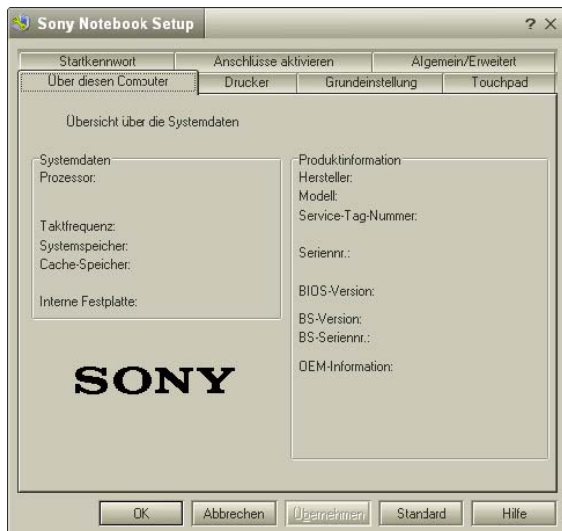 Sony Notebook Setup
Startkennwort
Anschlüsse aktivieren
Algemein/Erweitert
Über diesen Computer
Drucker
Grundeinstellung
Touchpad
Übersicht über die Systemdaten
Systemdaten
Prozessor:
Taktfrequenz:
Systemspeicher:
Cache-Speicher:
Interne Festplatte:
Produktinformation
Hersteller:
Modell:
Service-Tag-Nummer:
Seriennr.:
BIOS-Version:
BS-Version:
BS-Seriennr.:
OEM-Information:
SONY
OK
Abbrechen
Übernehmen
Standard
Hilfe